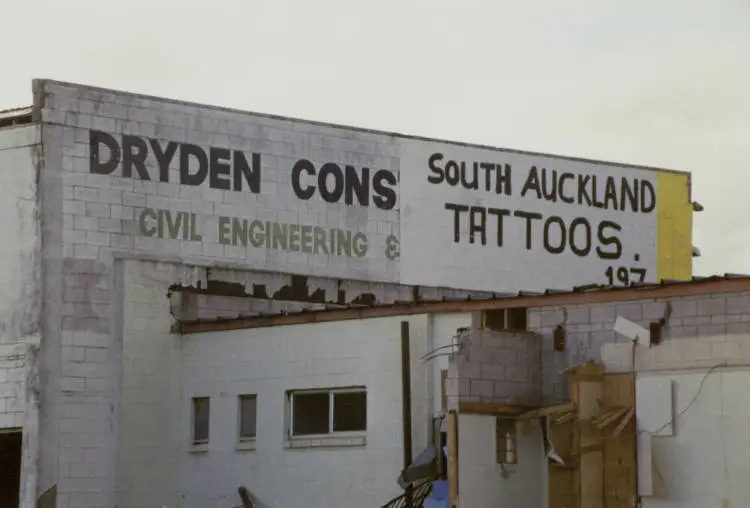 DRYDEN CONS
CIVIL ENGINEERING &
SOUTH AUCKLAND
TATTOOS.
197